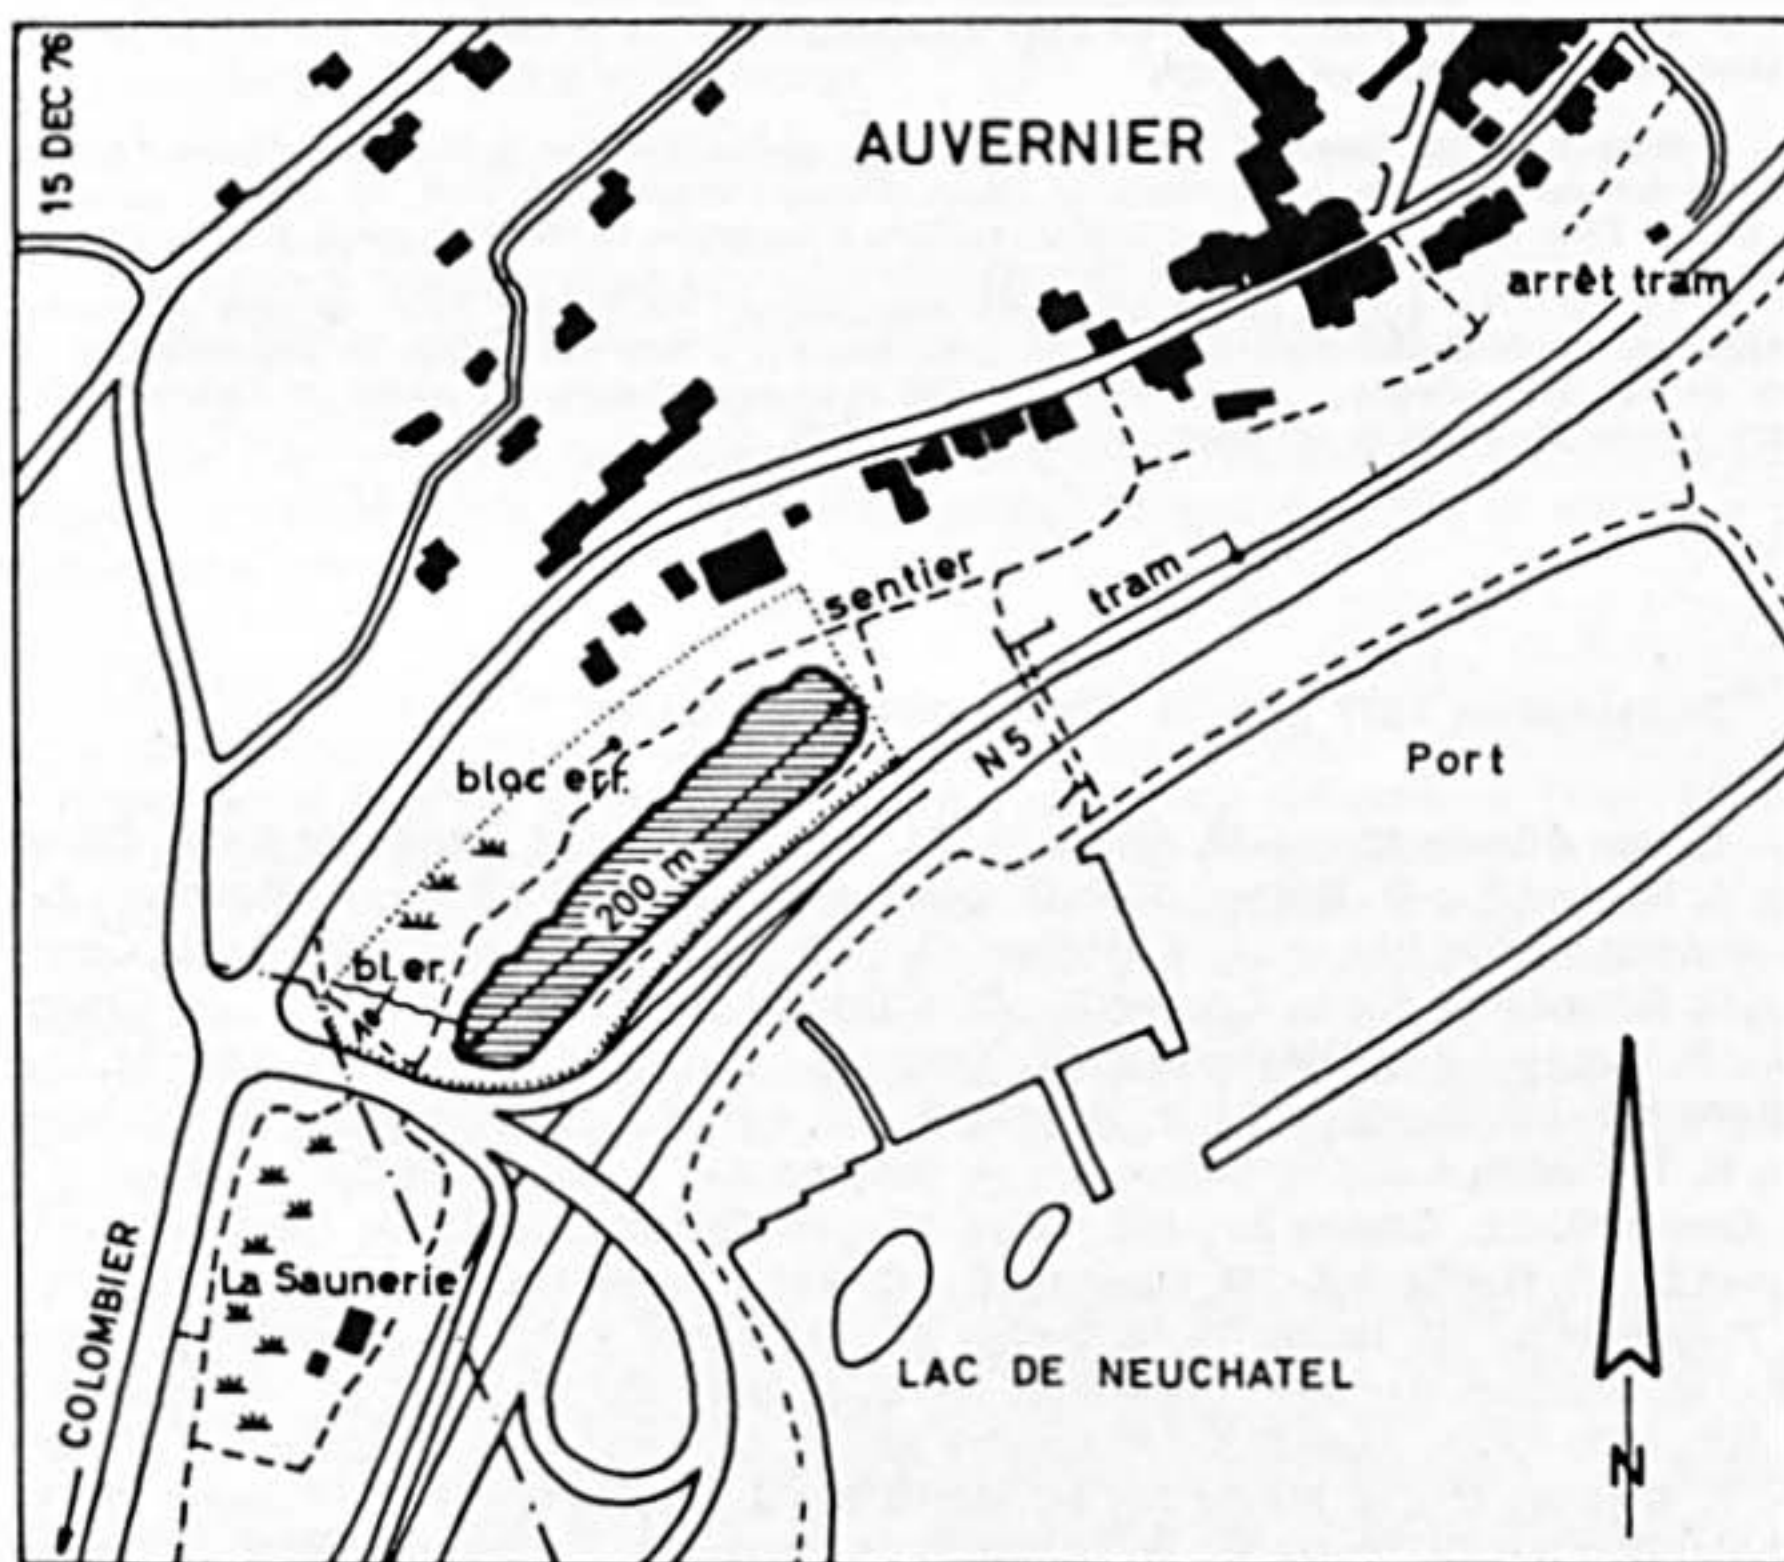 15 DEC 76
AUVERNIER
arrêt tram
sentier
tram
N5
Port
bloc err.
200 m
bl.er.
La Saunerie
COLOMBIER
LAC DE NEUCHATEL
N